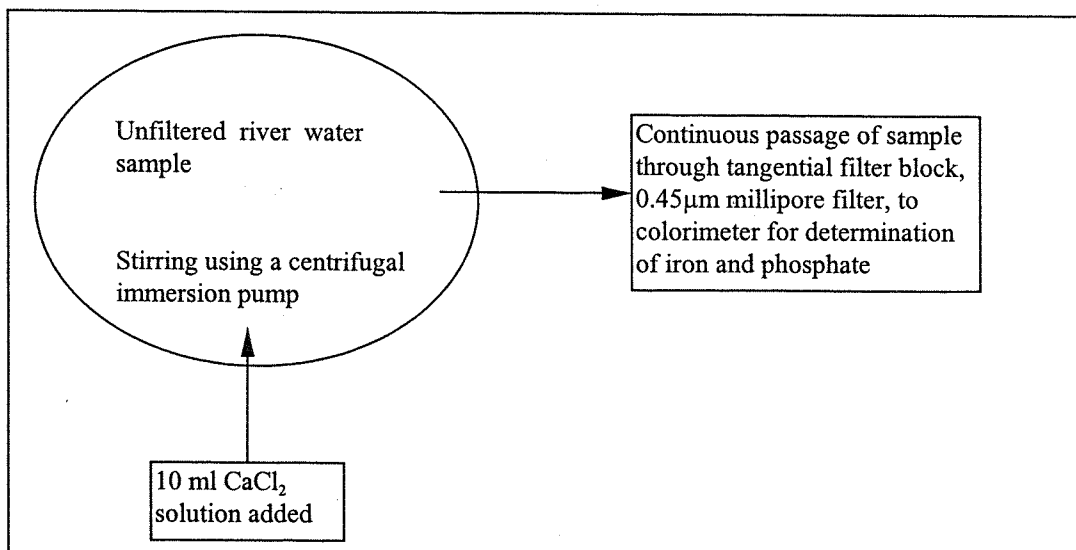 Unfiltered river water
sample
Stirring using a centrifugal
immersion pump
Continuous passage of sample
through tangential filter block,
0.45µm millipore filter, to
colorimeter for determination
of iron and phosphate
10 ml CaCl₂
solution added